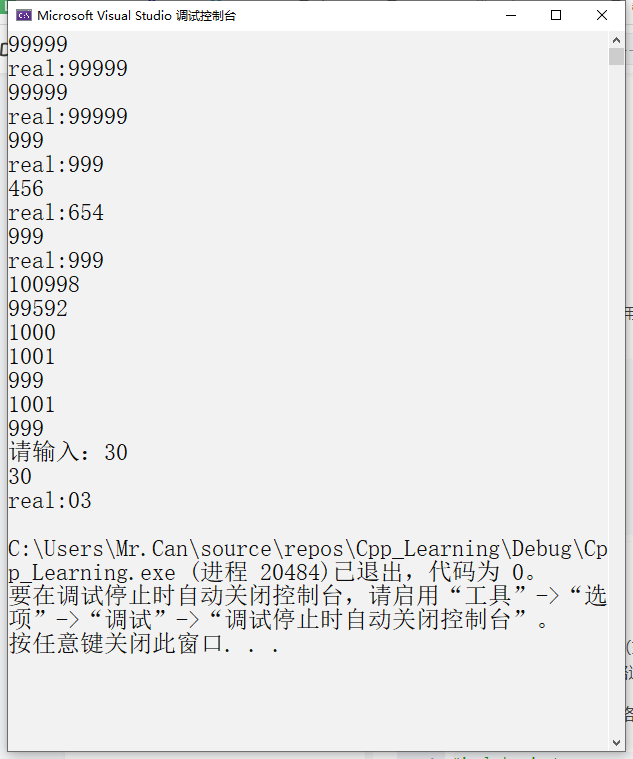 Microsoft Visual Studio 调试控制台
99999
real:99999
99999
real:99999
999
real:999
456
real:654
999
real:999
100998
99592
1000
1001
999
1001
999
请输入：30
30
real:03
C:\Users\Mr.Can\source\repos\Cpp_Learning\Debug\Cp
p_Learning.exe (进程 20484)已退出，代码为 0。
要在调试停止时自动关闭控制台，请启用“工具”->“选
项”->“调试”->“调试停止时自动关闭控制台”。
按任意键关闭此窗口. . .